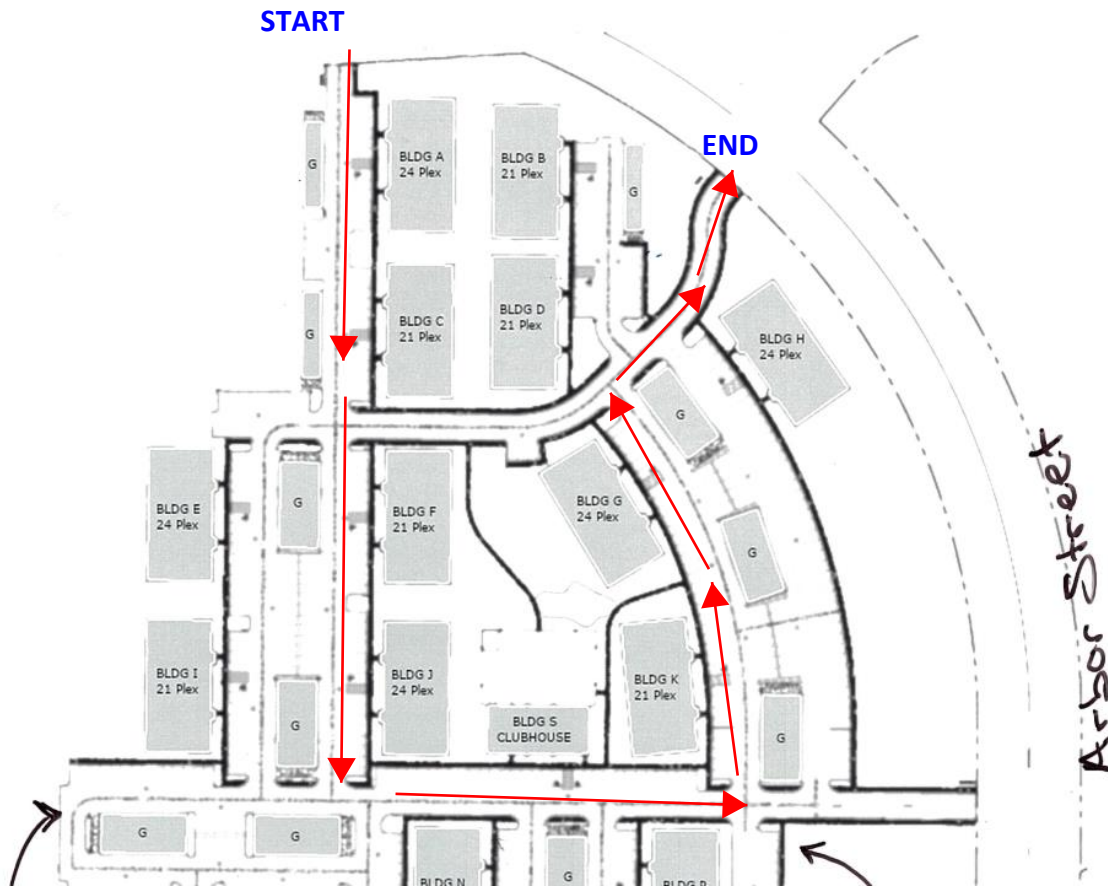 START
END
BLDG A
24 Plex
BLDG B
21 Plex
G
G
BLDG C
21 Plex
BLDG D
21 Plex
G
BLDG H
24 Plex
G
BLDG E
24 Plex
G
BLDG F
21 Plex
BLDG G
24 Plex
G
Arbor Street
BLDG I
21 Plex
BLDG J
24 Plex
BLDG K
21 Plex
G
BLDG S
CLUBHOUSE
G
G
G
G
BLDG N